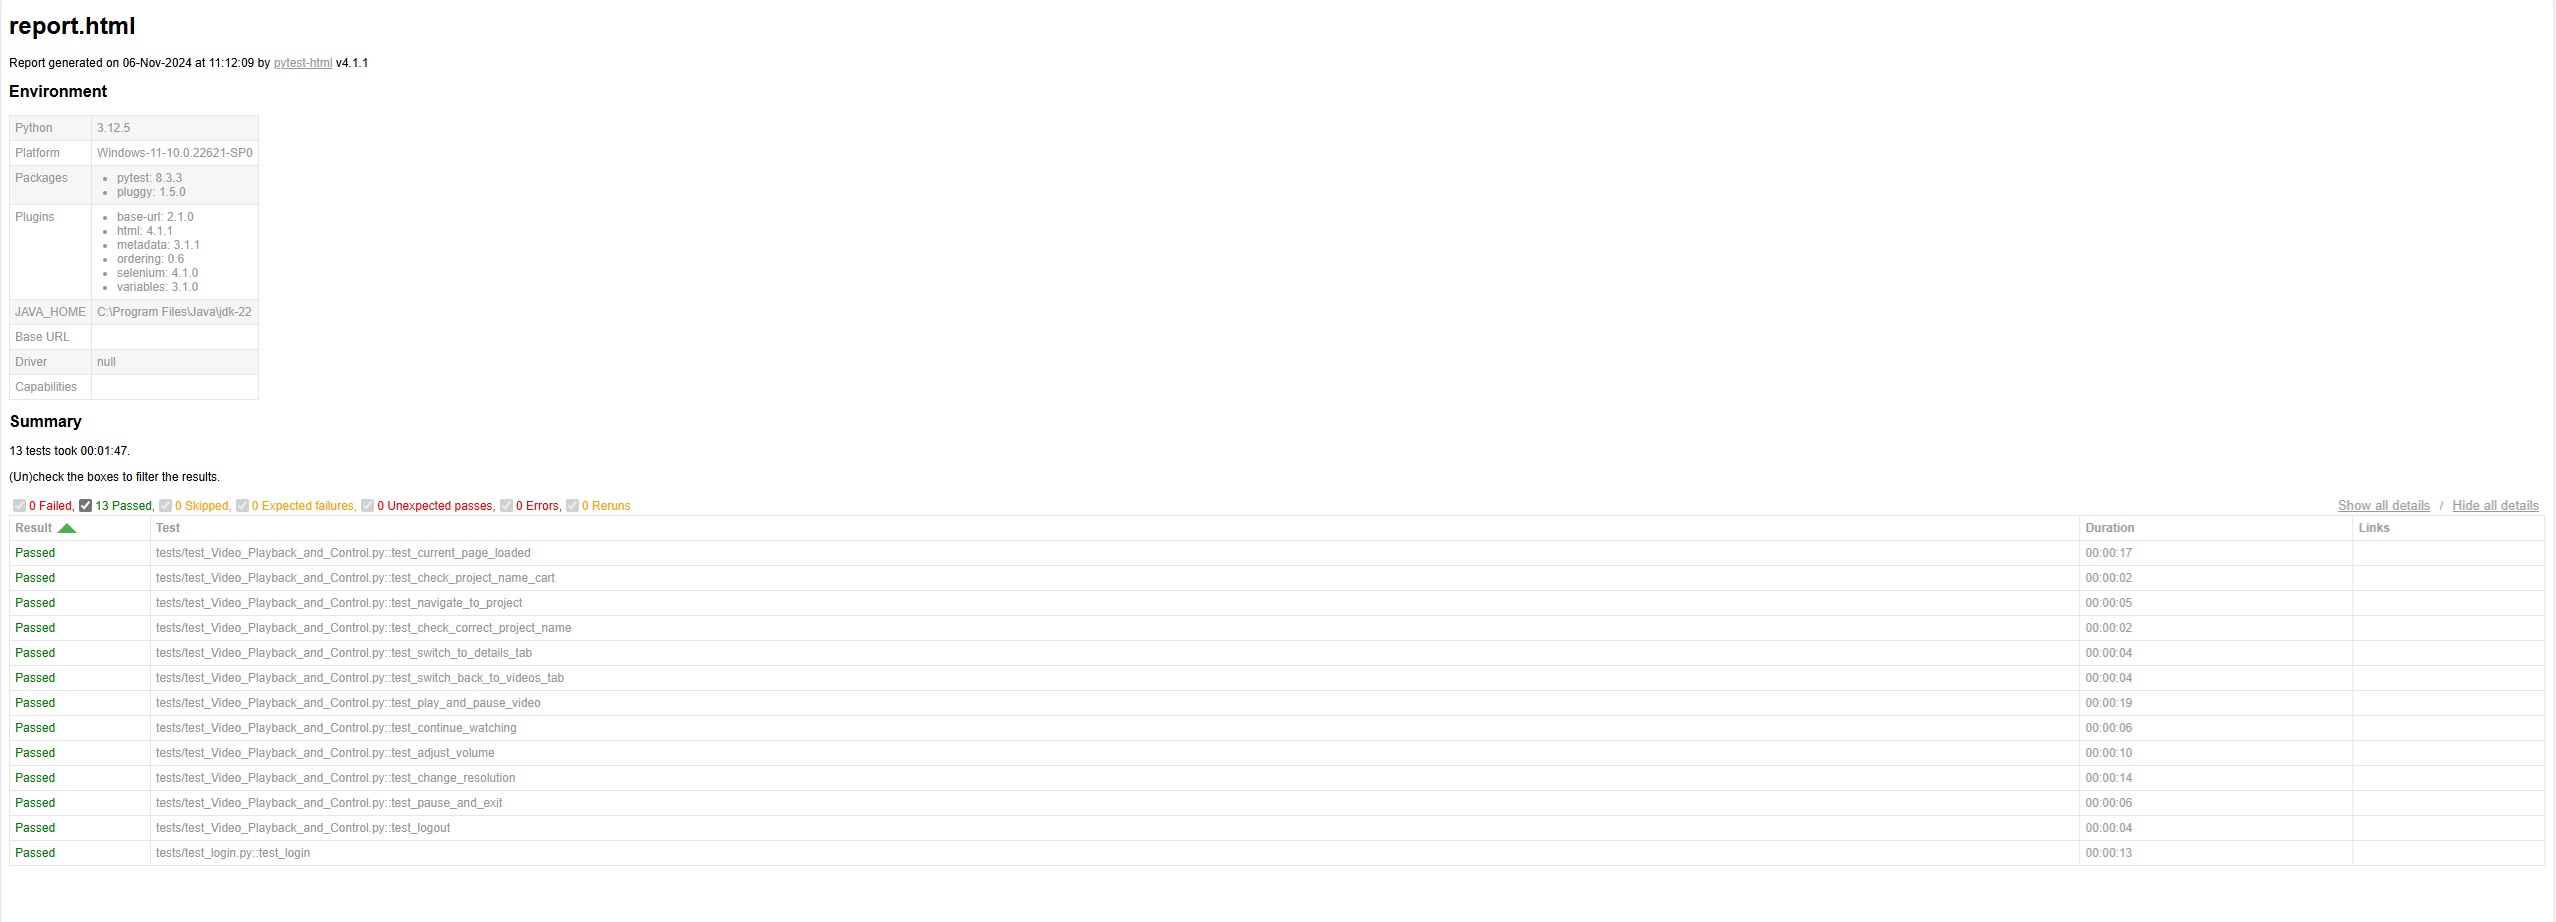 report.html
Report generated on 06-Nov-2024 at 11:12:09 by pytest-html v4.1.1
Environment
Python 3.12.5
Platform Windows-11-10.0.22621-SP0
Packages
pytest: 8.3.3
pluggy: 1.5.0
Plugins
base-url: 2.1.0
html: 4.1.1
metadata: 3.1.1
ordering: 0.6
selenium: 4.1.0
variables: 3.1.0
JAVA_HOME C:\Program Files\Java\jdk-22
Base URL
Driver null
Capabilities
Summary
13 tests took 00:01:47.
(Un)check the boxes to filter the results.
0 Failed, 13 Passed, 0 Skipped, 0 Expected failures, 0 Unexpected passes, 0 Errors, 0 Reruns Show all details / Hide all details
Result Test Duration Links
Passed tests/test_Video_Playback_and_Control.py::test_current_page_loaded 00:00:17
Passed tests/test_Video_Playback_and_Control.py::test_check_project_name_cart 00:00:02
Passed tests/test_Video_Playback_and_Control.py::test_navigate_to_project 00:00:05
Passed tests/test_Video_Playback_and_Control.py::test_check_correct_project_name 00:00:02
Passed tests/test_Video_Playback_and_Control.py::test_switch_to_details_tab 00:00:04
Passed tests/test_Video_Playback_and_Control.py::test_switch_back_to_videos_tab 00:00:04
Passed tests/test_Video_Playback_and_Control.py::test_play_and_pause_video 00:00:19
Passed tests/test_Video_Playback_and_Control.py::test_continue_watching 00:00:06
Passed tests/test_Video_Playback_and_Control.py::test_adjust_volume 00:00:10
Passed tests/test_Video_Playback_and_Control.py::test_change_resolution 00:00:14
Passed tests/test_Video_Playback_and_Control.py::test_pause_and_exit 00:00:06
Passed tests/test_Video_Playback_and_Control.py::test_logout 00:00:04
Passed tests/test_login.py::test_login 00:00:13